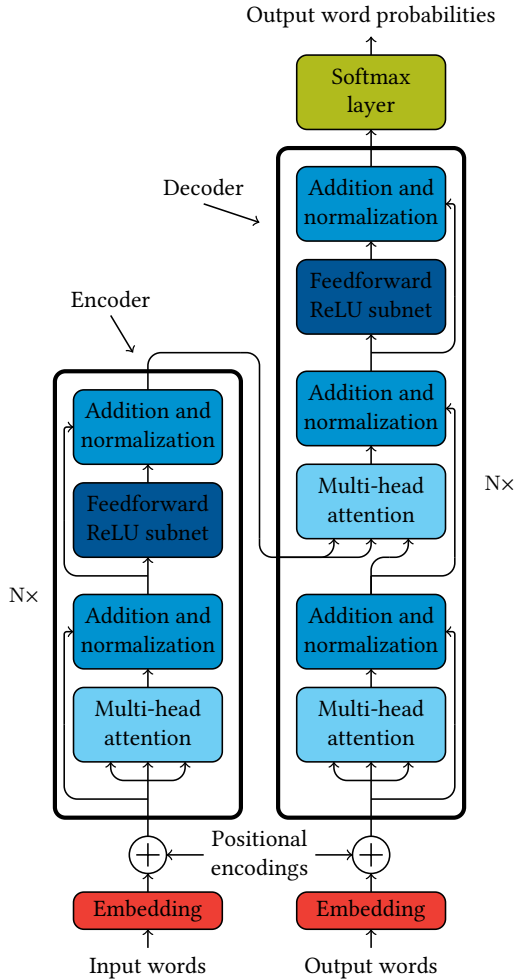 Output word probabilities
Softmax
layer
Decoder
Addition and
normalization
Feedforward
ReLU subnet
Encoder
Addition and
normalization
Addition and
normalization
Feedforward
ReLU subnet
Multi-head
attention
N×
N×
Addition and
normalization
Addition and
normalization
Multi-head
attention
Multi-head
attention
Positional
encodings
Embedding
Embedding
Input words
Output words